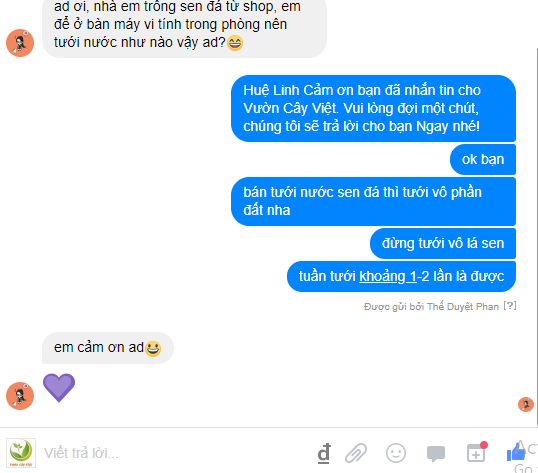 ad ơi, nhà em trồng sen đá từ shop, em
để ở bàn máy vi tính trong phòng nên
tưới nước như nào vậy ad?😄
Huệ Linh Cảm ơn bạn đã nhắn tin cho
Vườn Cây Việt. Vui lòng đợi một chút,
chúng tôi sẽ trả lời cho bạn Ngay nhé!
ok bạn
bán tưới nước sen đá thì tưới vô phần
đất nha
đừng tưới vô lá sen
tuần tưới khoảng 1-2 lần là được
Được gửi bởi Thế Duyệt Phan [?]
em cảm ơn ad😀
💜
Viết trả lời...
đ
Act
Go